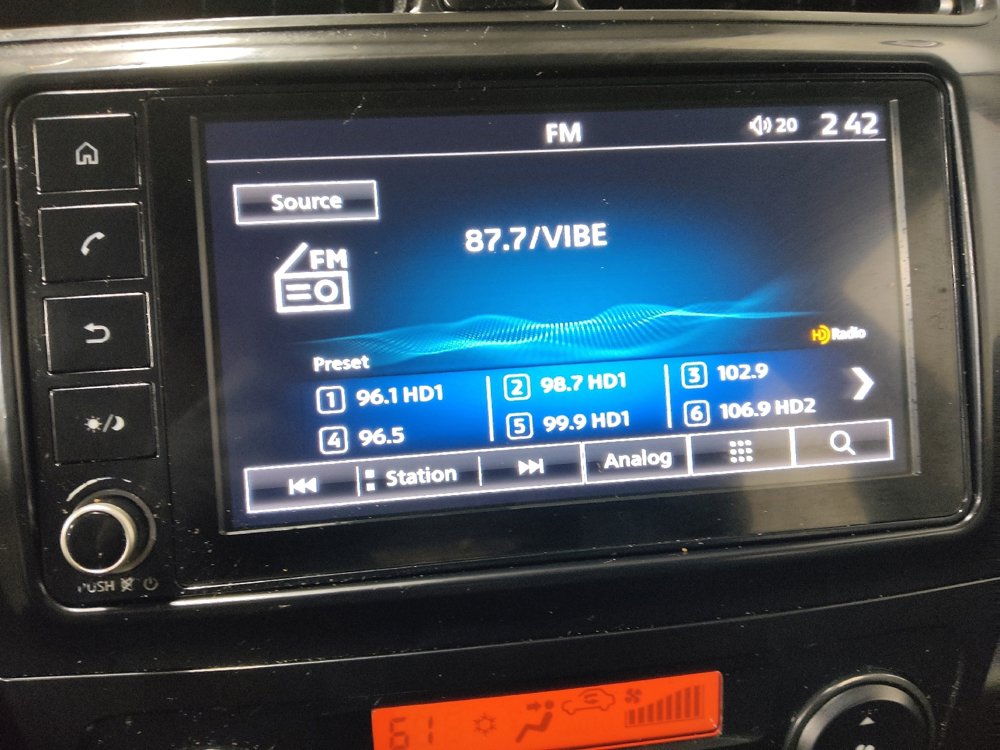 FM
20
2 42
Source
FM
87.7/VIBE
HD Radio
Preset
1 96.1 HD1
2 98.7 HD1
3 102.9
4 96.5
5 99.9 HD1
6 106.9 HD2
Station
Analog
PUSH
61